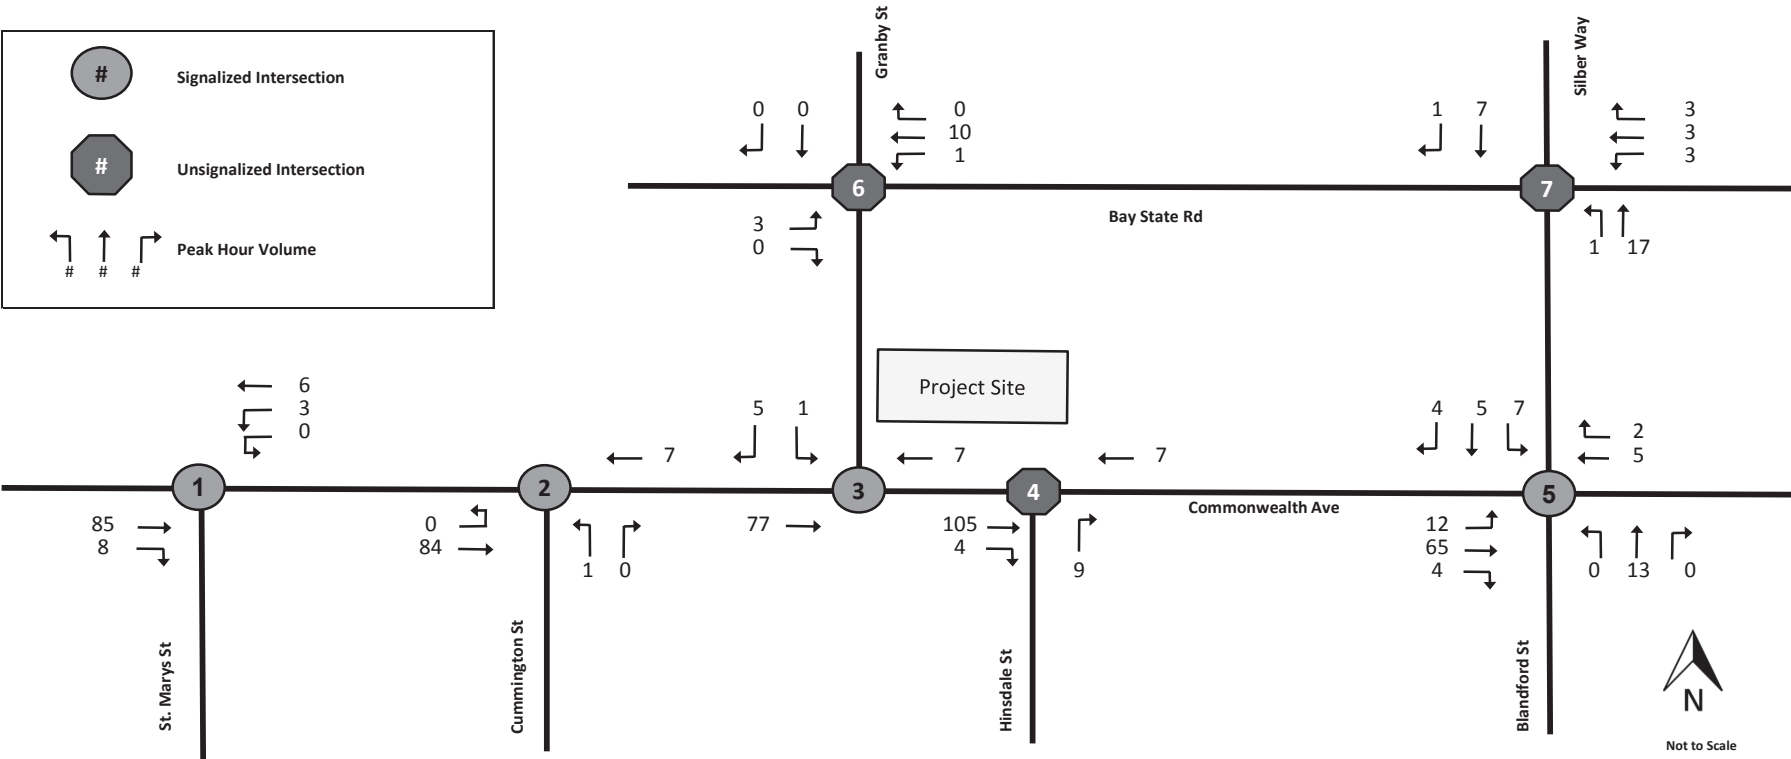 #
Signalized Intersection
#
Unsignalized Intersection
# # #
Peak Hour Volume
Granby St
Silber Way
0 0
0
10
1
6
3
0
Bay State Rd
1 7
3
3
3
7
1 17
Project Site
6
3
0
1
85
8
7
2
0
84
1 0
5 1
7
3
77
7
4
105
4
9
Commonwealth Ave
4 5 7
2
5
5
12
65
4
0 13 0
St. Marys St
Cummington St
Hinsdale St
Blandford St
N
Not to Scale